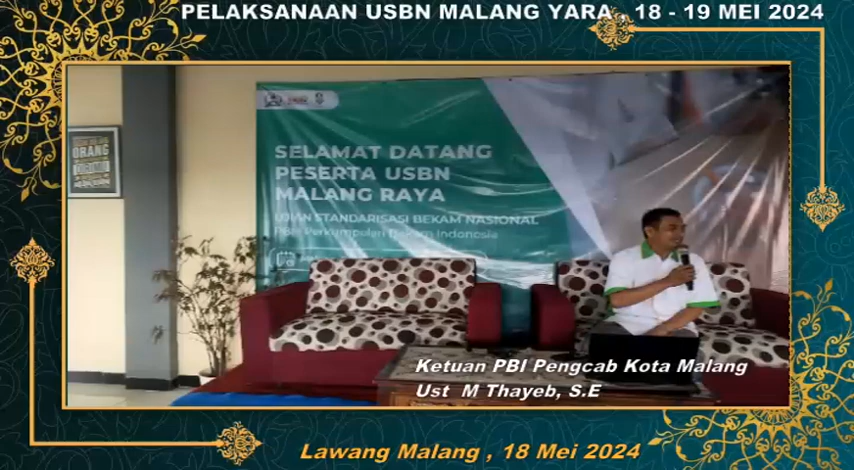 PELAKSANAAN USBN MALANG YARA , 18 - 19 MEI 2024
ORANG
SELAMAT DATANG
PESERTA USBN
MALANG RAYA
UJIAN STANDARISASI BEKAM NASIONAL
PBI Perkumpulan Bekam Indonesia
Ketuan PBI Pengcab Kota Malang
Ust M Thayeb, S.E
Lawang Malang , 18 Mei 2024